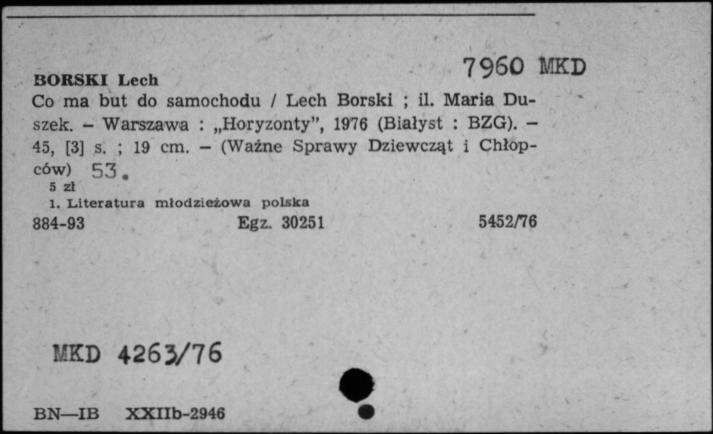 7960 MKD
BORSKI Lech
Co ma but do samochodu / Lech Borski ; il. Maria Du-
szek. — Warszawa : „Horyzonty”, 1976 (Białyst : BZG). —
45, [3] s. ; 19 cm. — (Ważne Sprawy Dziewcząt i Chłop-
ców) 53.
5 zł
1. Literatura młodzieżowa polska
884-93 Egz. 30251 5452/76
MKD 4263/76
BN—IB XXIIb-2946